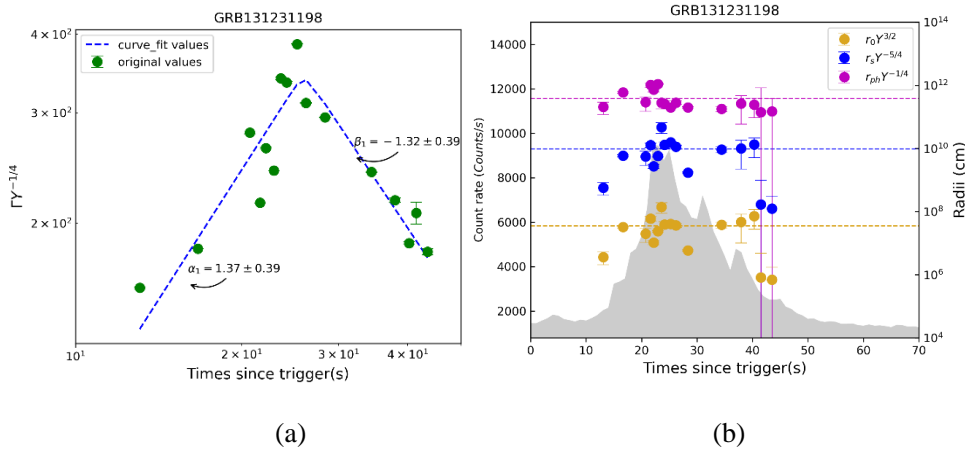 GRB131231198
4 × 10²
3 × 10²
2 × 10²
ΓY^{-1/4}
curve_fit values
original values
β₁ = −1.32 ± 0.39
α₁ = 1.37 ± 0.39
10¹
2 × 10¹
3 × 10¹
4 × 10¹
Times since trigger(s)
(a)
GRB131231198
14000
12000
10000
8000
6000
4000
2000
Count rate (Counts/s)
r₀Y^{3/2}
r_sY^{-5/4}
r_{ph}Y^{-1/4}
10¹⁴
10¹²
10¹⁰
10⁸
10⁶
10⁴
Radii (cm)
0
10
20
30
40
50
60
70
Times since trigger(s)
(b)